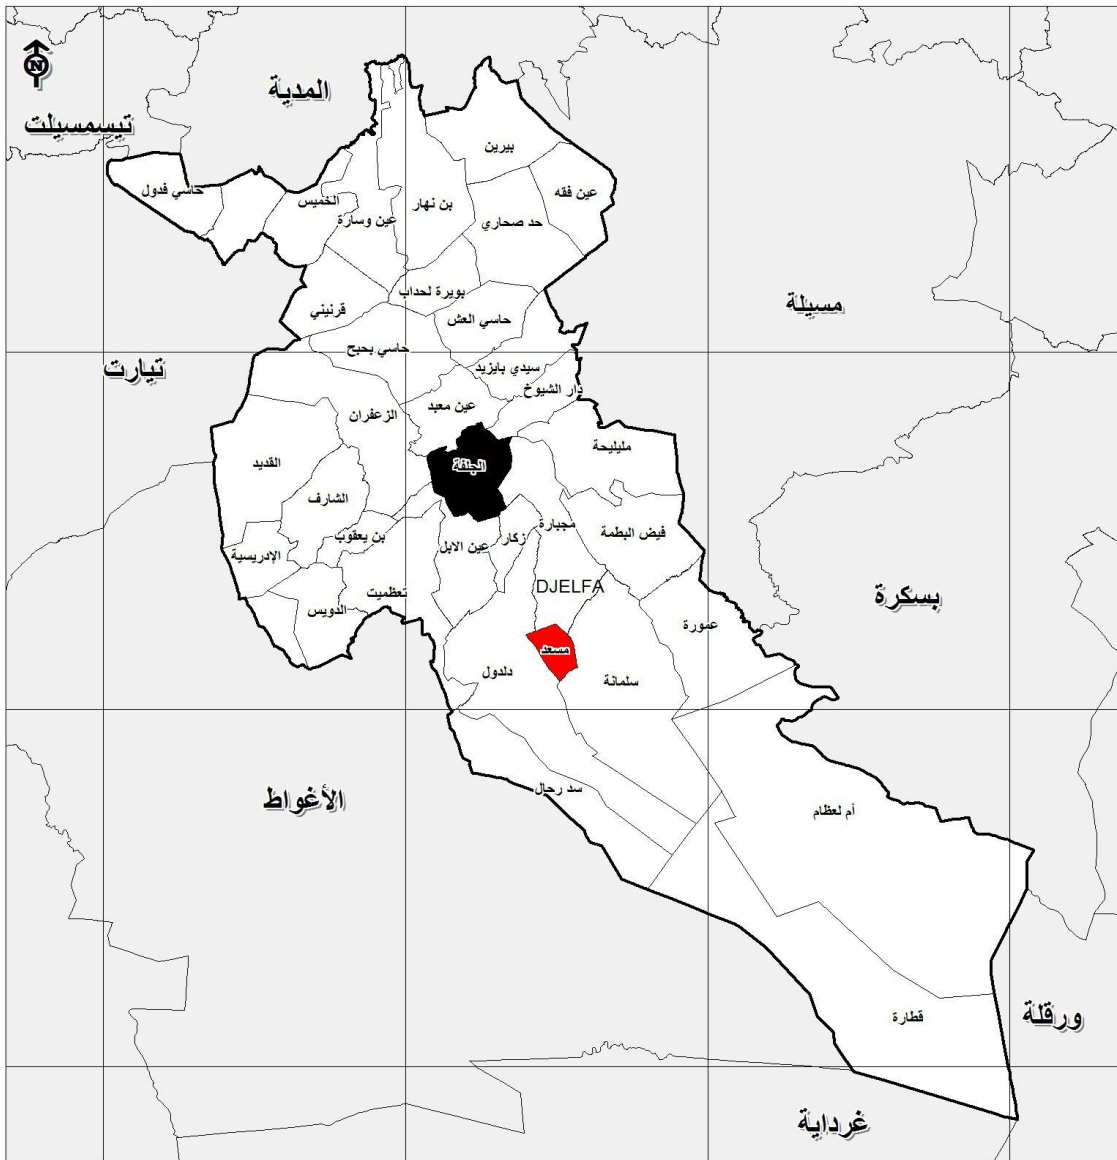 N
المدية
تيسمسيلت
بيرين
حاسي فدول
عين فقه
الخميس
بن نهار
عين وسارة
حد صحاري
بويرة لحداب
مسيلة
قرنيني
حاسي العش
حاسي بحبح
تيارت
سيدي بايزيد
دار الشيوخ
عين معبد
الزعفران
مليليحة
القديد
الجلفة
الشارف
مجبارة
فيض البطمة
بن يعقوب
زكار
عين الابل
الإدريسية
DJELFA
تعظميت
الدويس
بسكرة
عمورة
مسعد
دلدول
سلمانة
سد رحال
الأغواط
أم لعظام
قطارة
ورقلة
غرداية